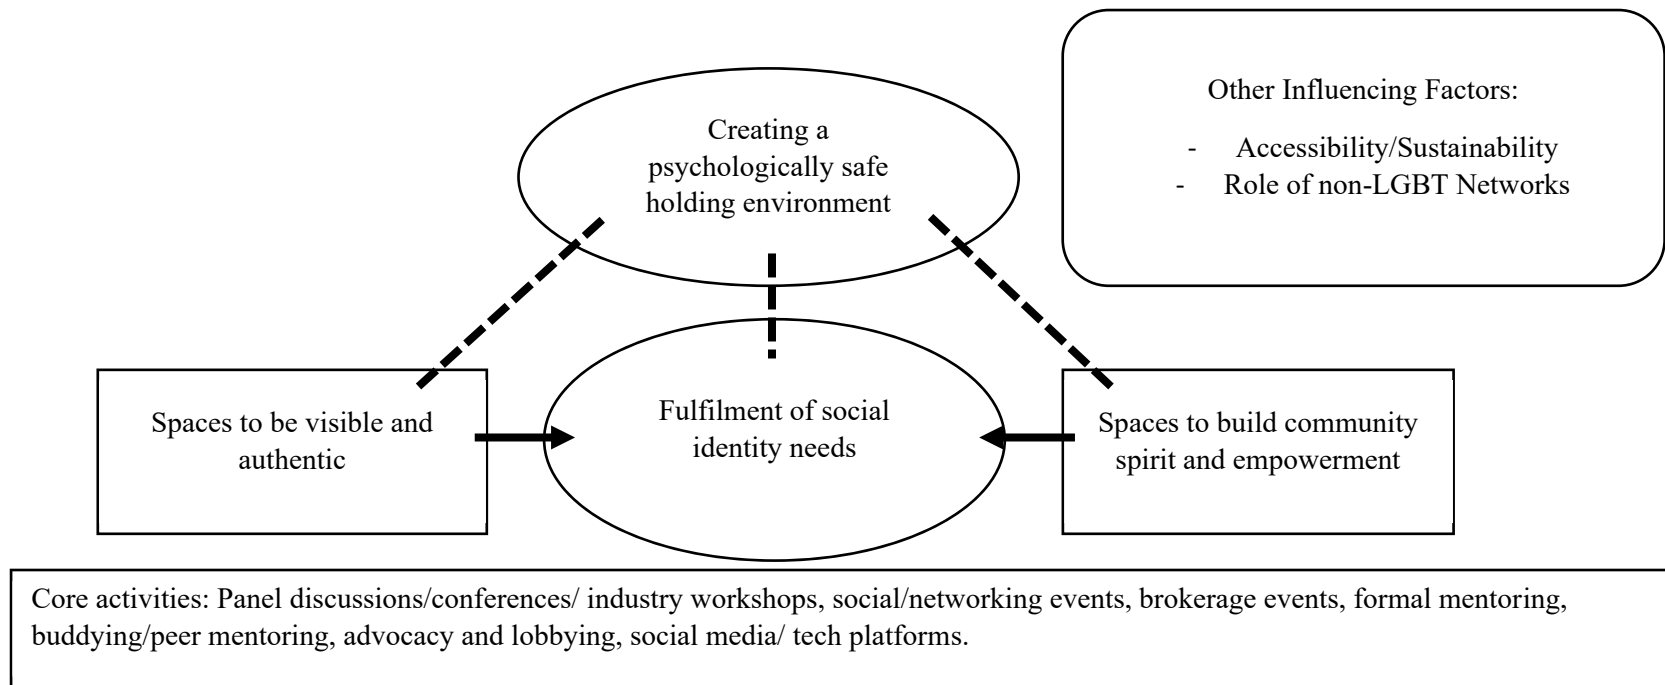 Other Influencing Factors:
- Accessibility/Sustainability
- Role of non-LGBT Networks
Creating a
psychologically safe
holding environment
Spaces to be visible and
authentic
Fulfilment of social
identity needs
Spaces to build community
spirit and empowerment
Core activities: Panel discussions/conferences/ industry workshops, social/networking events, brokerage events, formal mentoring,
buddying/peer mentoring, advocacy and lobbying, social media/ tech platforms.